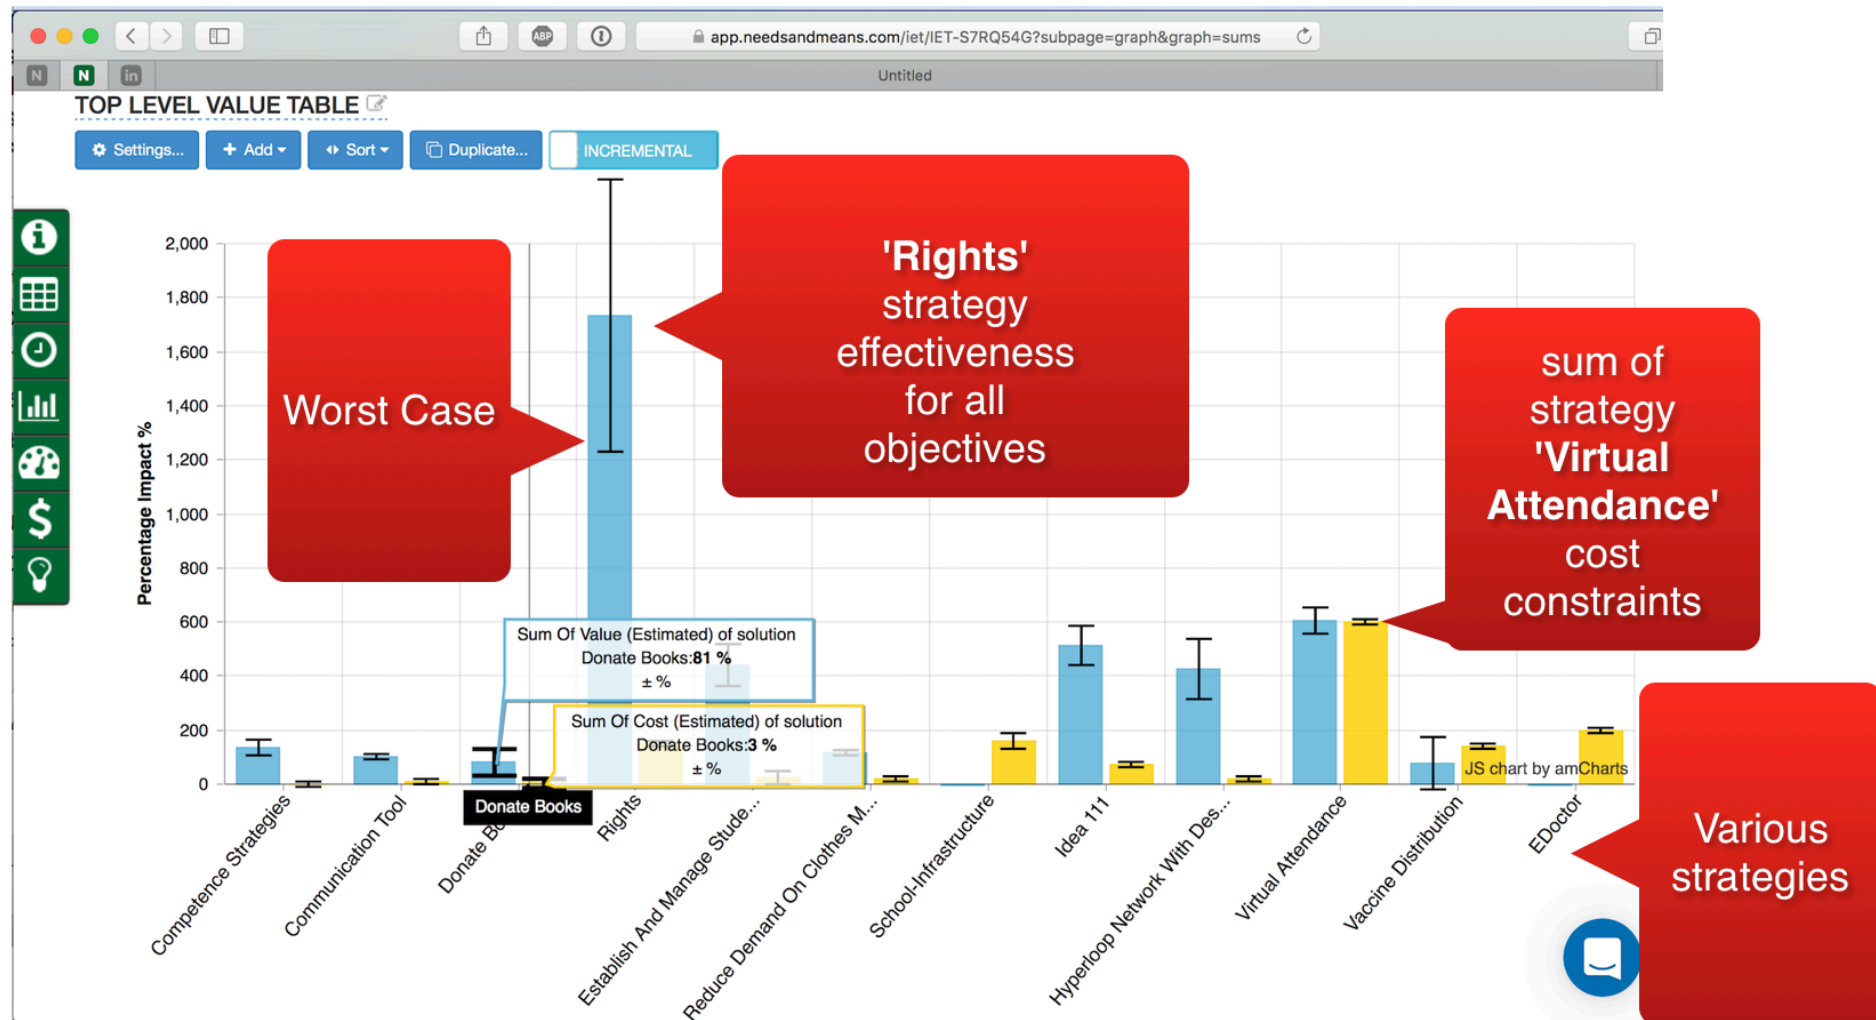 ABP
app.needsandmeans.com/iet/IET-S7RQ54G?subpage=graph&graph=sums
N
N
in
Untitled
TOP LEVEL VALUE TABLE
Settings...
+ Add
Sort
Duplicate...
INCREMENTAL
Worst Case
'Rights'
strategy
effectiveness
for all
objectives
sum of
strategy
'Virtual
Attendance'
cost
constraints
Various
strategies
Percentage Impact %
2,000
1,800
1,600
1,400
1,200
1,000
800
600
400
200
0
Sum Of Value (Estimated) of solution
Donate Books:81 %
± %
Sum Of Cost (Estimated) of solution
Donate Books:3 %
± %
Donate Books
JS chart by amCharts
Competence Strategies
Communication Tool
Donate Bo
Rights
Establish And Manage Stude...
Reduce Demand On Clothes M...
School-Infrastructure
Idea 111
Hyperloop Network With Des...
Virtual Attendance
Vaccine Distribution
EDoctor